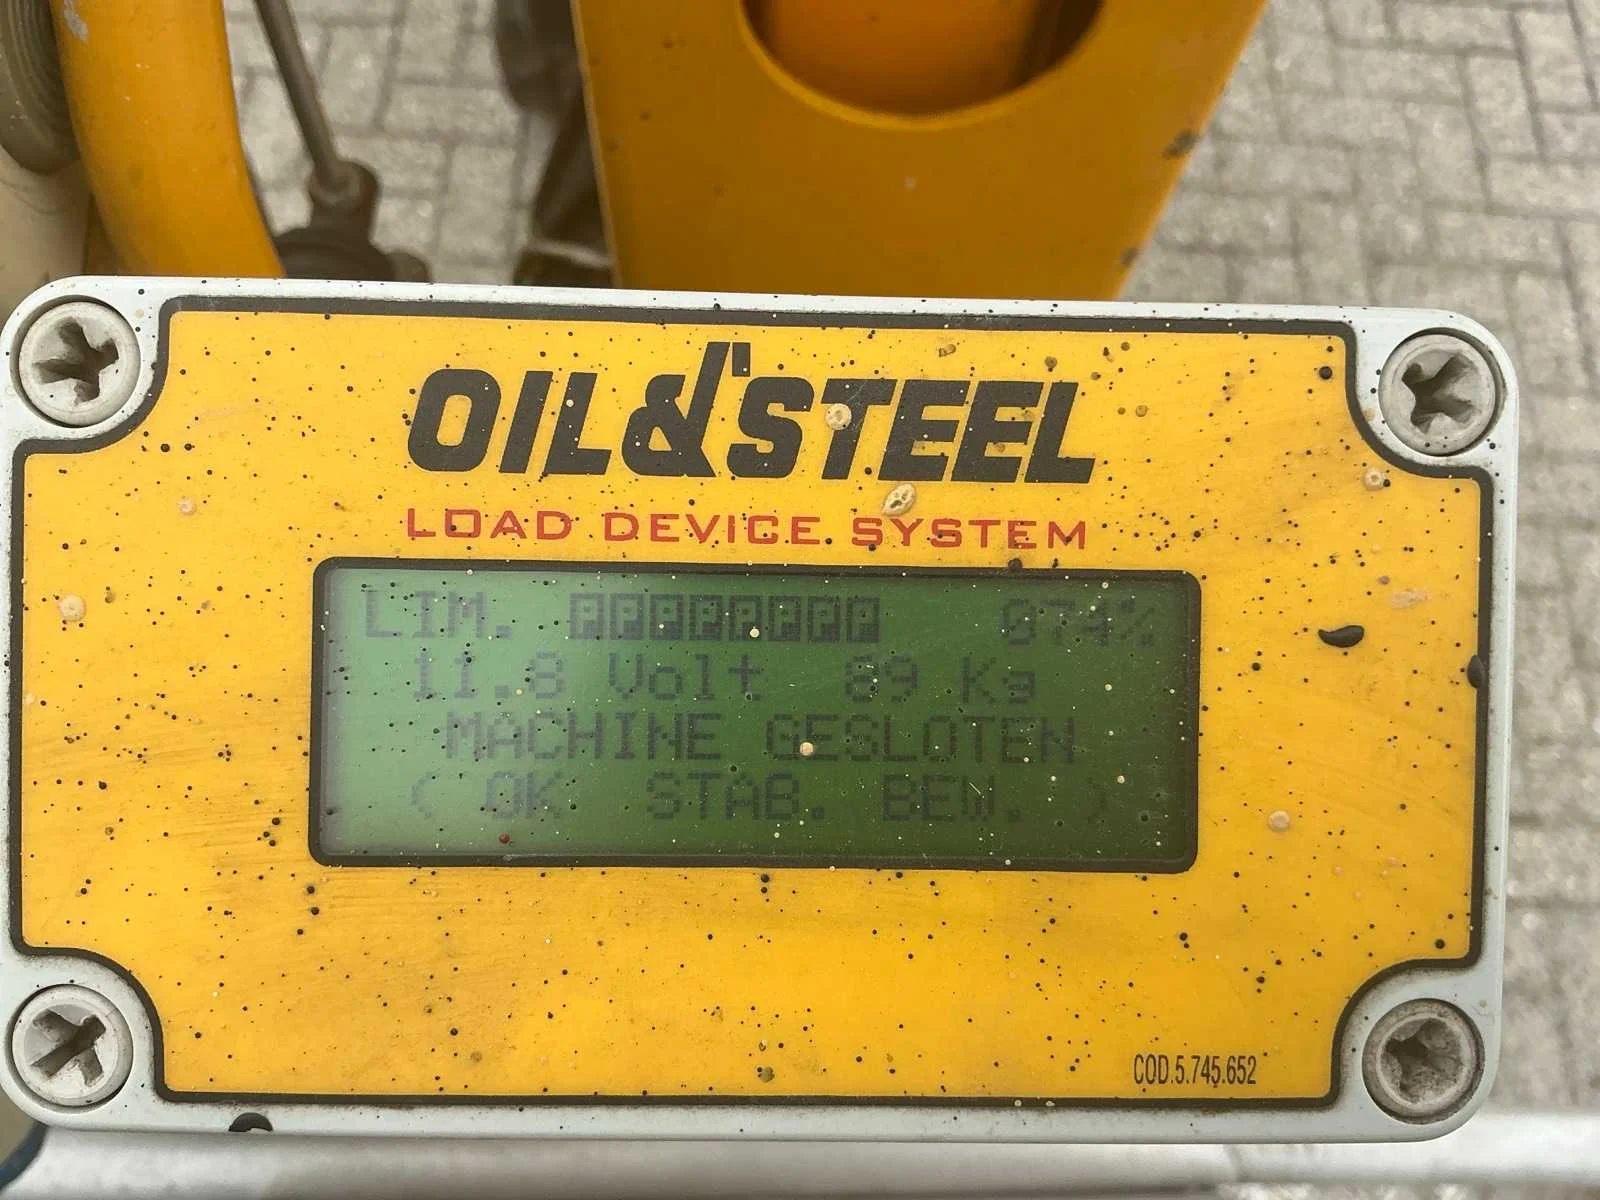 OIL&'STEEL
LOAD DEVICE SYSTEM
LIM. PPPPPPPP 074%
11.8 Volt 89 Kg
MACHINE GESLOTEN
( OK STAB. BEW. )
COD.5.745.652